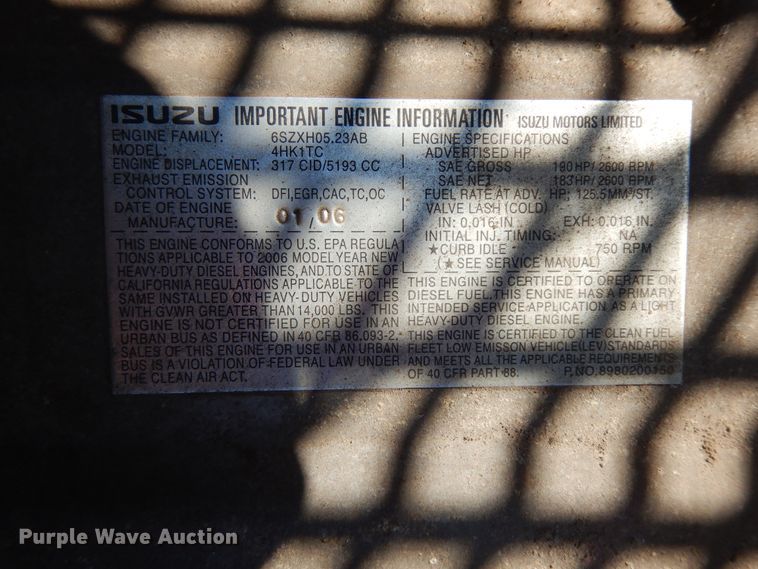 ISUZU IMPORTANT ENGINE INFORMATION ISUZU MOTORS LIMITED
ENGINE FAMILY: 6SZXH05.23AB
MODEL: 4HK1TC
ENGINE DISPLACEMENT: 317 CID/5193 CC
EXHAUST EMISSION
CONTROL SYSTEM: DFI,EGR,CAC,TC,OC
DATE OF ENGINE
MANUFACTURE: 01/06
THIS ENGINE CONFORMS TO U.S. EPA REGULA
TIONS APPLICABLE TO 2006 MODEL YEAR NEW
HEAVY-DUTY DIESEL ENGINES, AND TO STATE OF
CALIFORNIA REGULATIONS APPLICABLE TO THE
SAME INSTALLED ON HEAVY-DUTY VEHICLES
WITH GVWR GREATER THAN 14,000 LBS. THIS
ENGINE IS NOT CERTIFIED FOR USE IN AN
URBAN BUS AS DEFINED IN 40 CFR 86.093-2.
SALES OF THIS ENGINE FOR USE IN AN URBAN
BUS IS A VIOLATION OF FEDERAL LAW UNDER
THE CLEAN AIR ACT.
ENGINE SPECIFICATIONS
ADVERTISED HP
SAE GROSS 190 HP/ 2600 RPM
SAE NET HP/ 2600 RPM
FUEL RATE AT ADV. HP: 125.5MM³/ST.
VALVE LASH (COLD)
IN: 0.016 IN. EXH: 0.016 IN.
INITIAL INJ. TIMING: NA
★CURB IDLE 750 RPM
(★SEE SERVICE MANUAL)
THIS ENGINE IS CERTIFIED TO OPERATE ON
DIESEL FUEL. THIS ENGINE HAS A PRIMARY
INTENDED SERVICE APPLICATION AS A LIGHT
HEAVY-DUTY DIESEL ENGINE.
THIS ENGINE IS CERTIFIED TO THE CLEAN FUEL
FLEET LOW EMISSON VEHICLE(LEV)STANDARDS
AND MEETS ALL THE APPLICABLE REQUIREMENTS
OF 40 CFR PART 88. P.NO.8980200150
Purple Wave Auction®